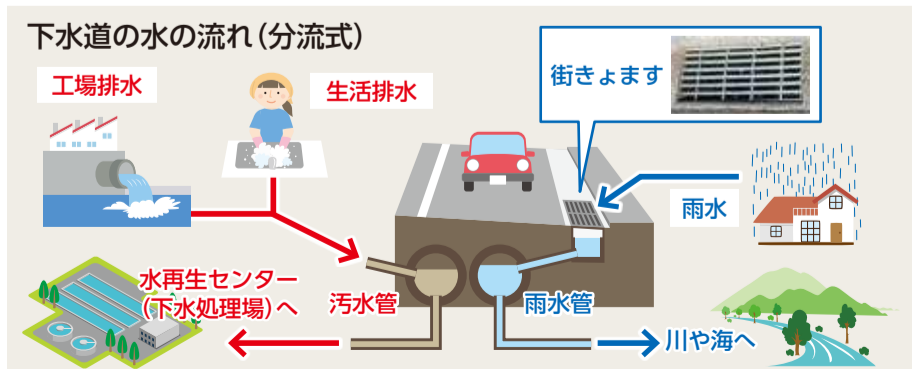 下水道の水の流れ(分流式)
工場排水
生活排水
街きょます
雨水
水再生センター
(下水処理場)へ
汚水管
雨水管
川や海へ